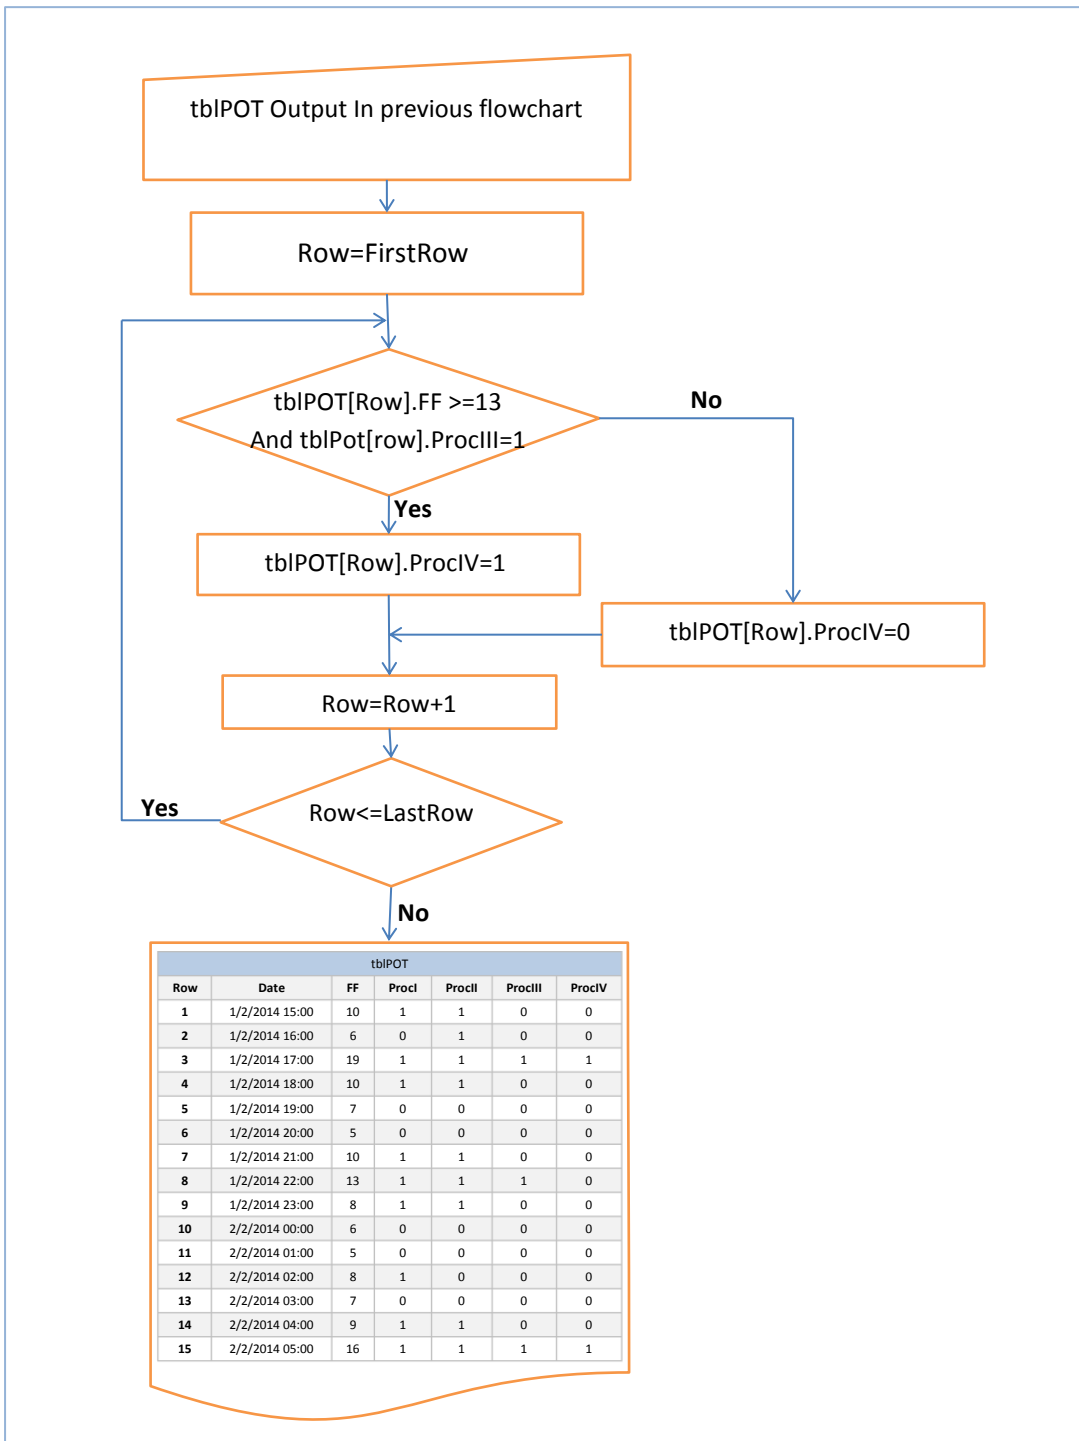 tblPOT Output In previous flowchart
Row=FirstRow
tblPOT[Row].FF >=13
And tblPot[row].ProcIII=1
No
Yes
tblPOT[Row].ProcIV=1
tblPOT[Row].ProcIV=0
Row=Row+1
Row<=LastRow
Yes
No
tblPOT
Row Date FF ProcI ProcII ProcIII ProcIV
1 1/2/2014 15:00 10 1 1 0 0
2 1/2/2014 16:00 6 0 1 0 0
3 1/2/2014 17:00 19 1 1 1 1
4 1/2/2014 18:00 10 1 1 0 0
5 1/2/2014 19:00 7 0 0 0 0
6 1/2/2014 20:00 5 0 0 0 0
7 1/2/2014 21:00 10 1 1 0 0
8 1/2/2014 22:00 13 1 1 1 0
9 1/2/2014 23:00 8 1 1 0 0
10 2/2/2014 00:00 6 0 0 0 0
11 2/2/2014 01:00 5 0 0 0 0
12 2/2/2014 02:00 8 1 0 0 0
13 2/2/2014 03:00 7 0 0 0 0
14 2/2/2014 04:00 9 1 1 0 0
15 2/2/2014 05:00 16 1 1 1 1